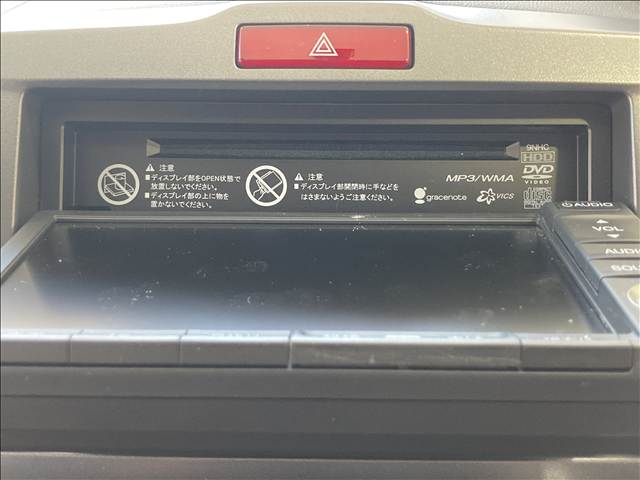 9NHC
HDD
⚠ 注意
■ディスプレイ部をOPEN状態で
放置しないでください。
■ディスプレイ部の上に物を
置かないでください。
⚠ 注意
■ディスプレイ部開閉時に手などを
はさまないようご注意ください。
MP3/WMA
DVD
VIDEO
gracenote
VICS
disc
AUDIO
VOL
AUDIO
SOU